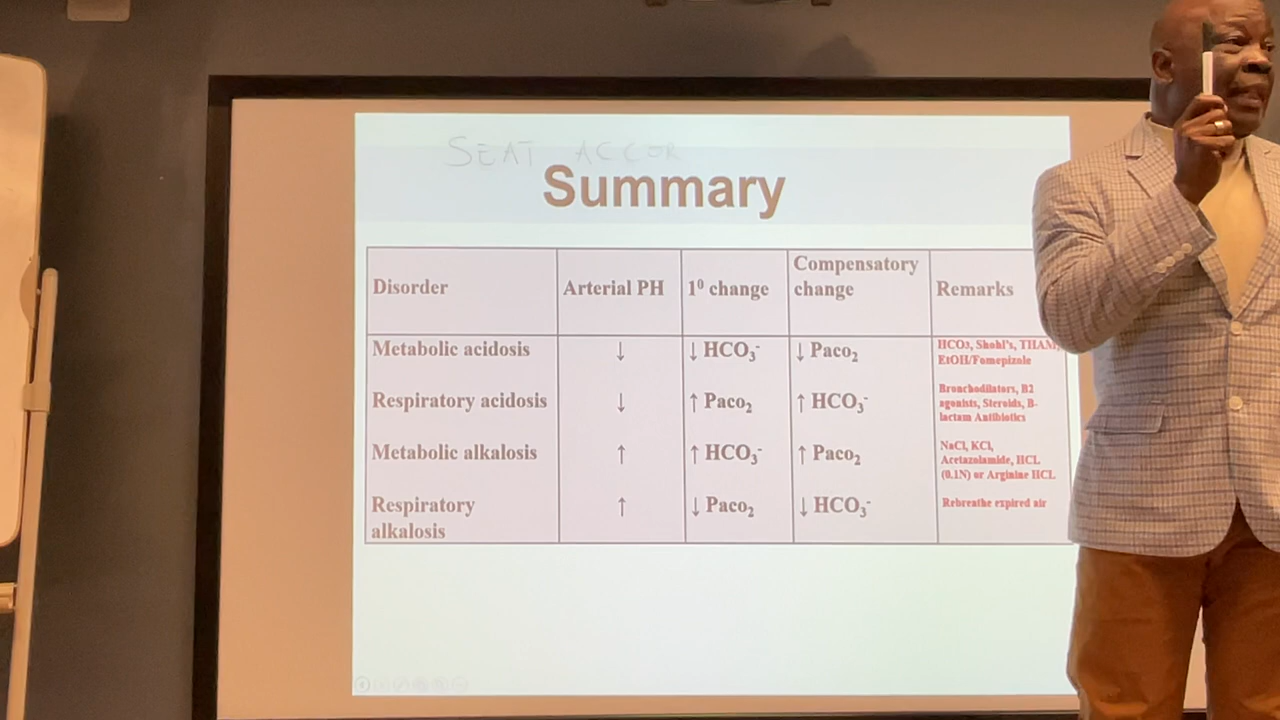 SEAT ACCOR
Summary
Disorder
Arterial PH
1⁰ change
Compensatory
change
Remarks
Metabolic acidosis
↓
↓ HCO₃⁻
↓ Paco₂
HCO3, Shohl's, THAM,
EtOH/Fomepizole
Respiratory acidosis
↓
↑ Paco₂
↑ HCO₃⁻
Bronchodilators, B2
agonists, Steroids, B-
lactam Antibiotics
Metabolic alkalosis
↑
↑ HCO₃⁻
↑ Paco₂
NaCl, KCl,
Acetazolamide, HCL
(0.1N) or Arginine HCL
Respiratory
alkalosis
↑
↓ Paco₂
↓ HCO₃⁻
Rebreathe expired air